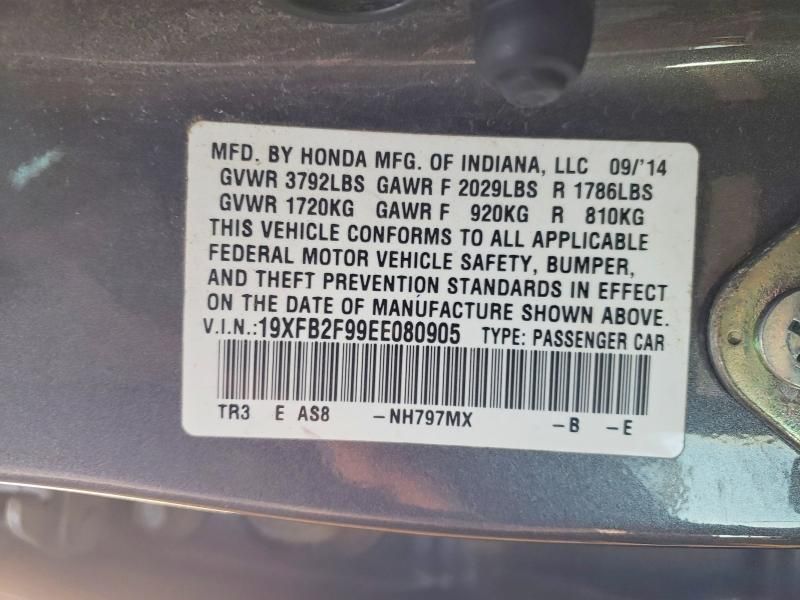 MFD. BY HONDA MFG. OF INDIANA, LLC 09/'14
GVWR 3792LBS GAWR F 2029LBS R 1786LBS
GVWR 1720KG GAWR F 920KG R 810KG
THIS VEHICLE CONFORMS TO ALL APPLICABLE
FEDERAL MOTOR VEHICLE SAFETY, BUMPER,
AND THEFT PREVENTION STANDARDS IN EFFECT
ON THE DATE OF MANUFACTURE SHOWN ABOVE.
V.I.N.:19XFB2F99EE080905 TYPE: PASSENGER CAR
TR3 E AS8 -NH797MX -B -E